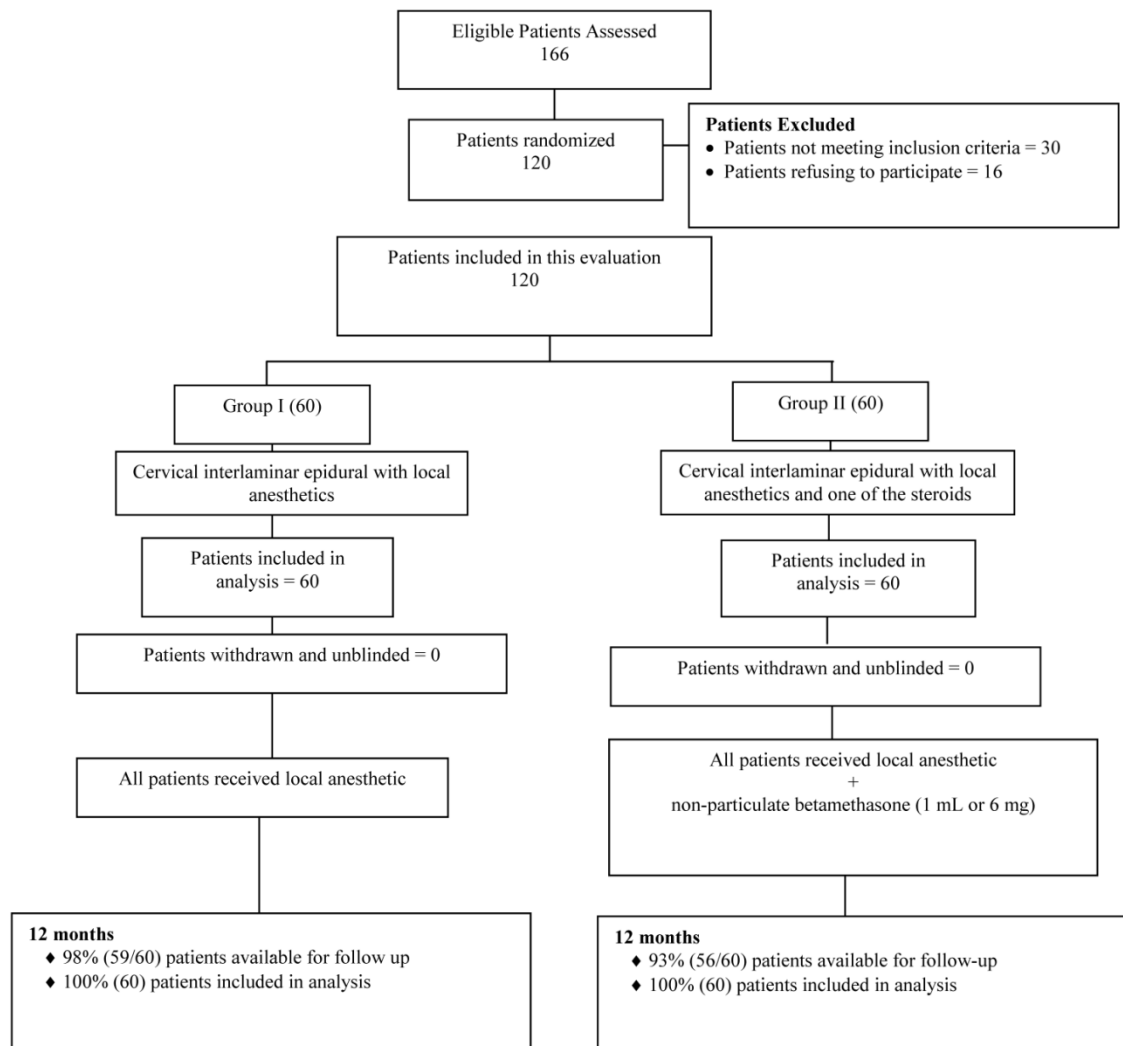 Eligible Patients Assessed
166
Patients randomized
120
Patients Excluded
• Patients not meeting inclusion criteria = 30
• Patients refusing to participate = 16
Patients included in this evaluation
120
Group I (60)
Group II (60)
Cervical interlaminar epidural with local
anesthetics
Cervical interlaminar epidural with local
anesthetics and one of the steroids
Patients included in
analysis = 60
Patients included in
analysis = 60
Patients withdrawn and unblinded = 0
Patients withdrawn and unblinded = 0
All patients received local anesthetic
All patients received local anesthetic
+
non-particulate betamethasone (1 mL or 6 mg)
12 months
♦ 98% (59/60) patients available for follow up
♦ 100% (60) patients included in analysis
12 months
♦ 93% (56/60) patients available for follow-up
♦ 100% (60) patients included in analysis